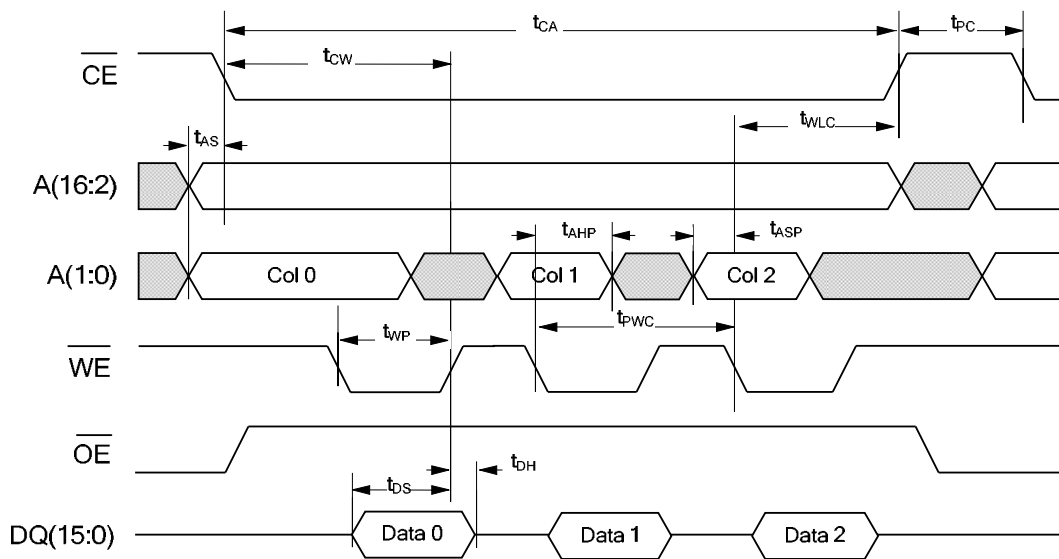 tCA
tPC
tCW
CE
tWLC
tAS
A(16:2)
tAHP
tASP
A(1:0)
Col 0
Col 1
Col 2
tPWC
tWP
WE
OE
tDH
tDS
DQ(15:0)
Data 0
Data 1
Data 2